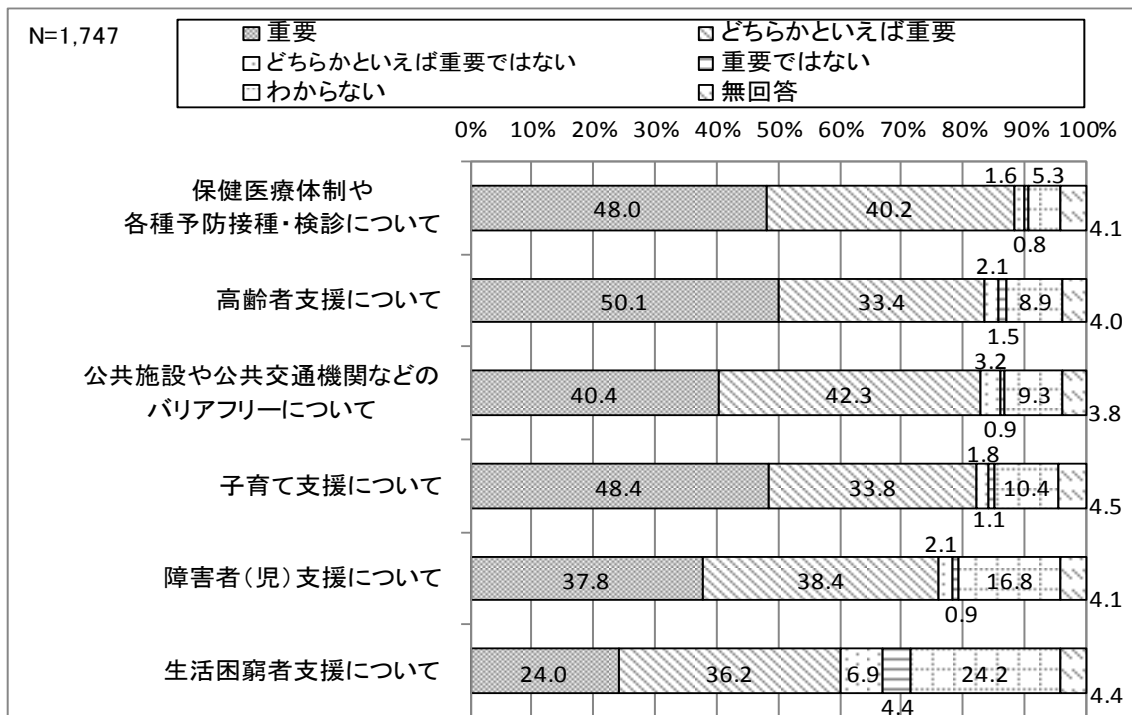 N=1,747
重要
どちらかといえば重要
どちらかといえば重要ではない
重要ではない
わからない
無回答
0% 10% 20% 30% 40% 50% 60% 70% 80% 90% 100%
保健医療体制や
各種予防接種・検診について
48.0 40.2 1.6 0.8 5.3 4.1
高齢者支援について
50.1 33.4 2.1 1.5 8.9 4.0
公共施設や公共交通機関などの
バリアフリーについて
40.4 42.3 3.2 0.9 9.3 3.8
子育て支援について
48.4 33.8 1.8 1.1 10.4 4.5
障害者（児）支援について
37.8 38.4 2.1 0.9 16.8 4.1
生活困窮者支援について
24.0 36.2 6.9 4.4 24.2 4.4